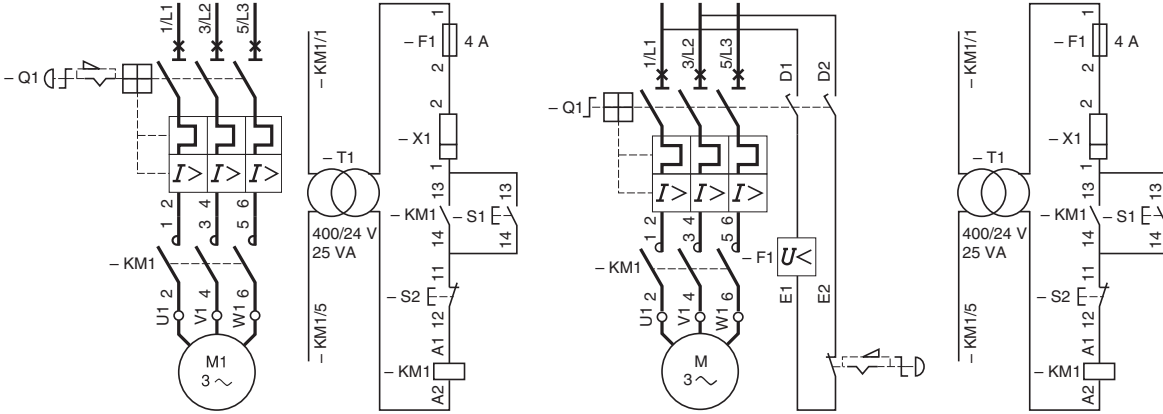 1/L1
3/L2
5/L3
– Q1
I>
I>
I>
2
4
6
1
3
5
– KM1
2
4
6
U1
V1
W1
M1
3 ~
– KM1/1
– T1
400/24 V
25 VA
– KM1/5
1
– F1
4 A
2
2
– X1
1
13
– KM1
14
13
– S1
14
11
– S2
12
A1
– KM1
A2
1/L1
3/L2
5/L3
D1
D2
– Q1
I>
I>
I>
2
4
6
1
3
5
– KM1
2
4
6
– F1
U<
E1
E2
U1
V1
W1
M
3 ~
– KM1/1
– T1
400/24 V
25 VA
– KM1/5
1
– F1
4 A
2
2
– X1
1
13
– KM1
14
13
– S1
14
11
– S2
12
A1
– KM1
A2